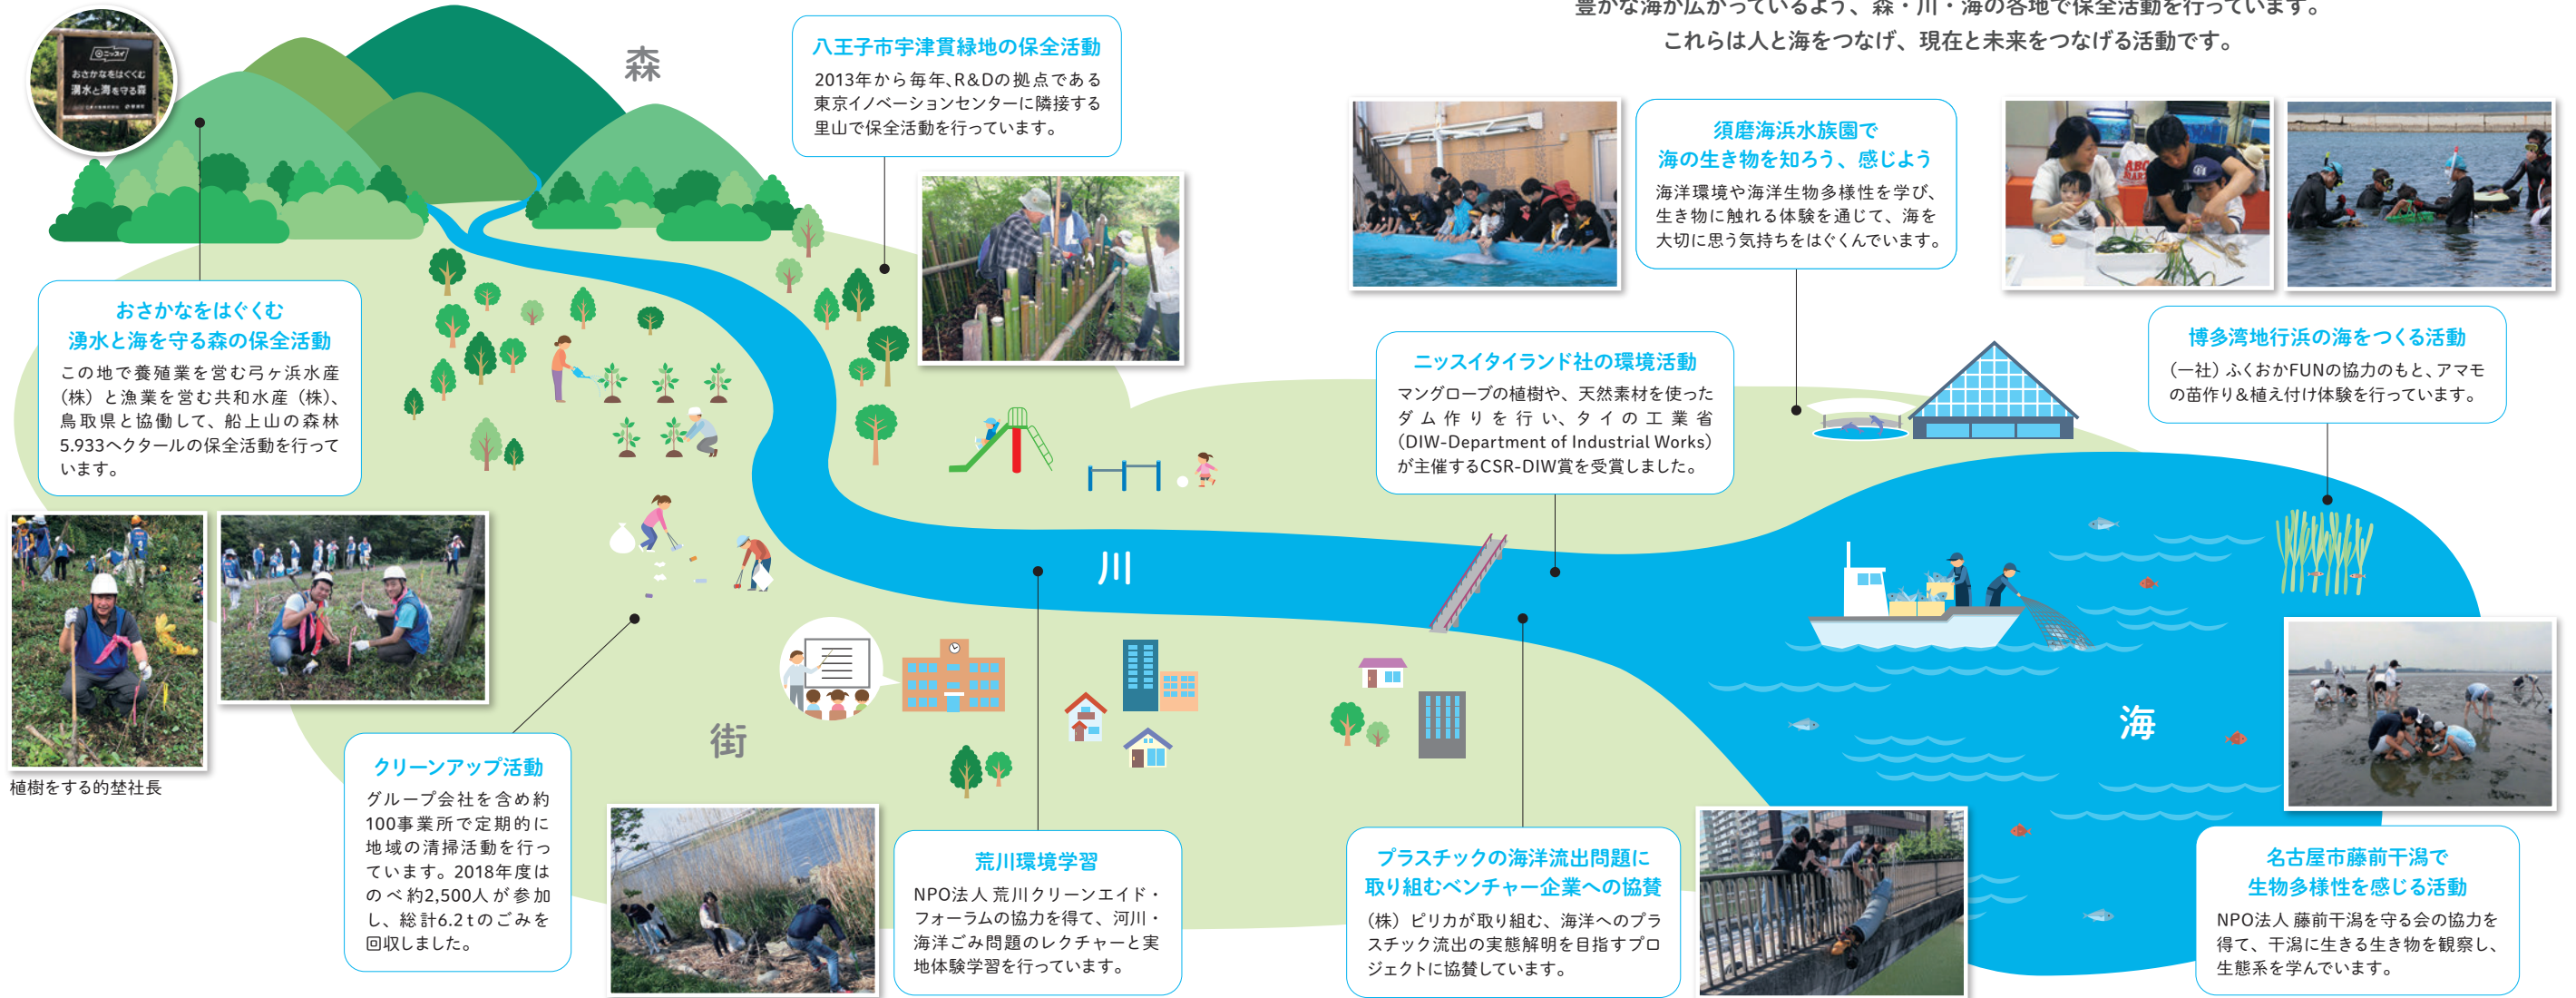 豊かな海が広がっているよう、森・川・海の各地で保全活動を行っています。
これらは人と海をつなげ、現在と未来をつなげる活動です。
ニッスイ
おさかなをはぐくむ
湧水と海を守る森
森
八王子市宇津貫緑地の保全活動
2013年から毎年、R&Dの拠点である
東京イノベーションセンターに隣接する
里山で保全活動を行っています。
須磨海浜水族園で
海の生き物を知ろう、感じよう
海洋環境や海洋生物多様性を学び、
生き物に触れる体験を通じて、海を
大切に思う気持ちをはぐくんでいます。
おさかなをはぐくむ
湧水と海を守る森の保全活動
この地で養殖業を営む弓ヶ浜水産
（株）と漁業を営む共和水産（株）、
鳥取県と協働して、船上山の森林
5.933ヘクタールの保全活動を行って
います。
ニッスイタイランド社の環境活動
マングローブの植樹や、天然素材を使った
ダム作りを行い、タイの工業省
（DIW-Department of Industrial Works）
が主催するCSR-DIW賞を受賞しました。
博多湾地行浜の海をつくる活動
（一社）ふくおかFUNの協力のもと、アマモ
の苗作り&植え付け体験を行っています。
川
植樹をする的埜社長
街
海
クリーンアップ活動
グループ会社を含め約
100事業所で定期的に
地域の清掃活動を行っ
ています。2018年度は
のべ約2,500人が参加
し、総計6.2tのごみを
回収しました。
荒川環境学習
NPO法人 荒川クリーンエイド・
フォーラムの協力を得て、河川・
海洋ごみ問題のレクチャーと実
地体験学習を行っています。
プラスチックの海洋流出問題に
取り組むベンチャー企業への協賛
（株）ピリカが取り組む、海洋へのプラ
スチック流出の実態解明を目指すプロ
ジェクトに協賛しています。
名古屋市藤前干潟で
生物多様性を感じる活動
NPO法人 藤前干潟を守る会の協力を
得て、干潟に生きる生き物を観察し、
生態系を学んでいます。